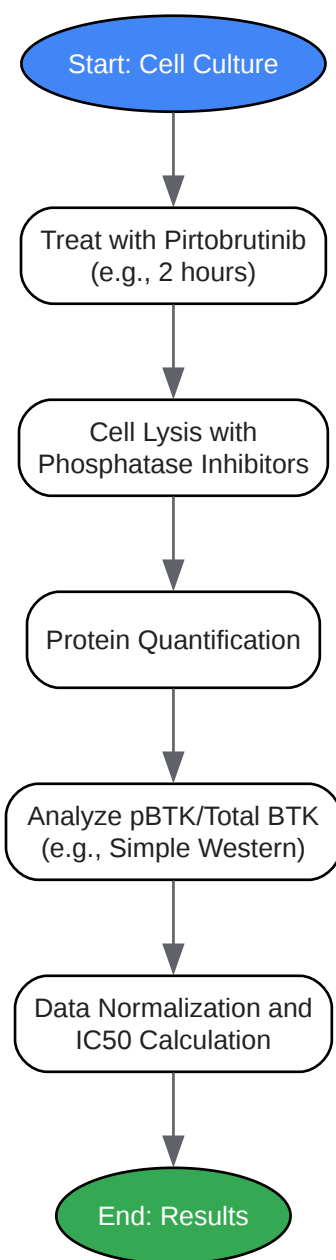 Start: Cell Culture
Treat with Pirtobrutinib
(e.g., 2 hours)
Cell Lysis with
Phosphatase Inhibitors
Protein Quantification
Analyze pBTK/Total BTK
(e.g., Simple Western)
Data Normalization and
IC50 Calculation
End: Results